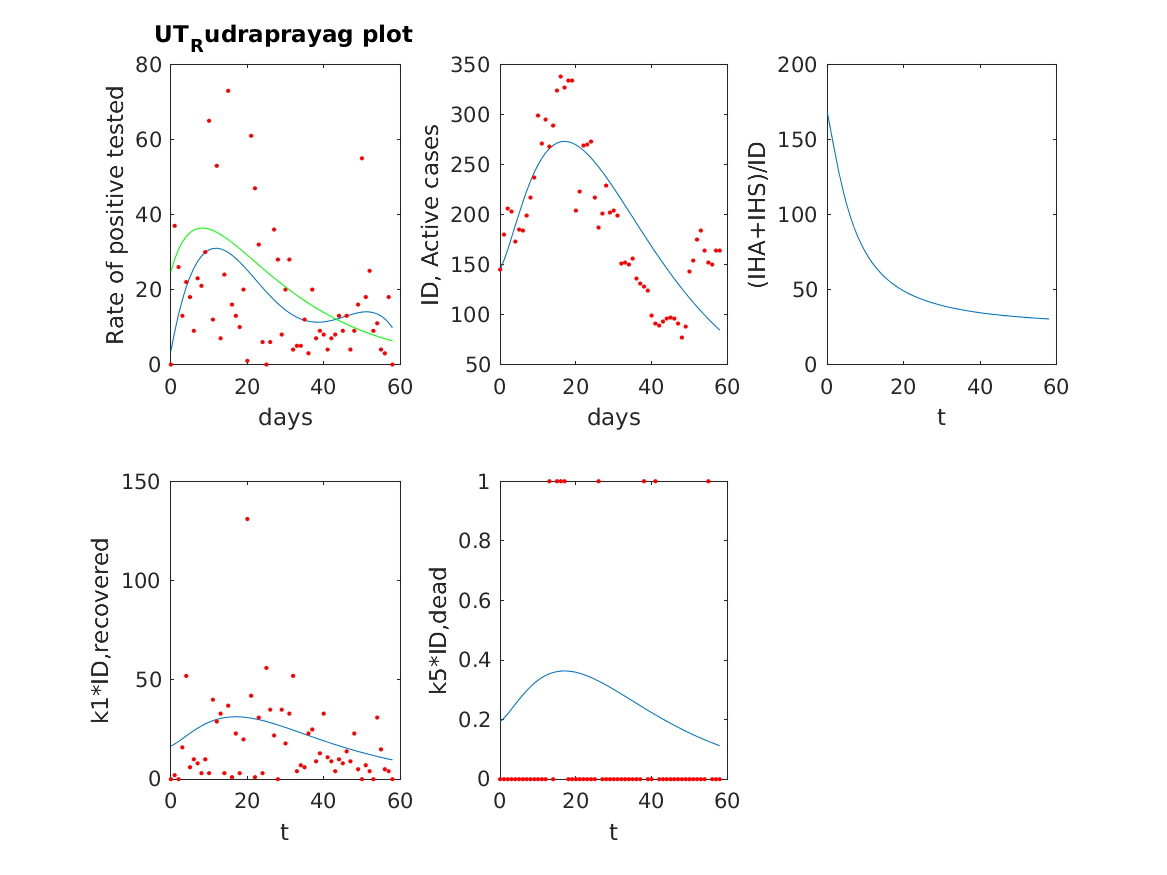 UT_Rudraprayag plot
Rate of positive tested
80
60
40
20
0
0 20 40 60
days
ID, Active cases
350
300
250
200
150
100
50
0 20 40 60
days
(IHA+IHS)/ID
200
150
100
50
0
0 20 40 60
t
k1*ID,recovered
150
100
50
0
0 20 40 60
t
k5*ID,dead
1
0.8
0.6
0.4
0.2
0
0 20 40 60
t